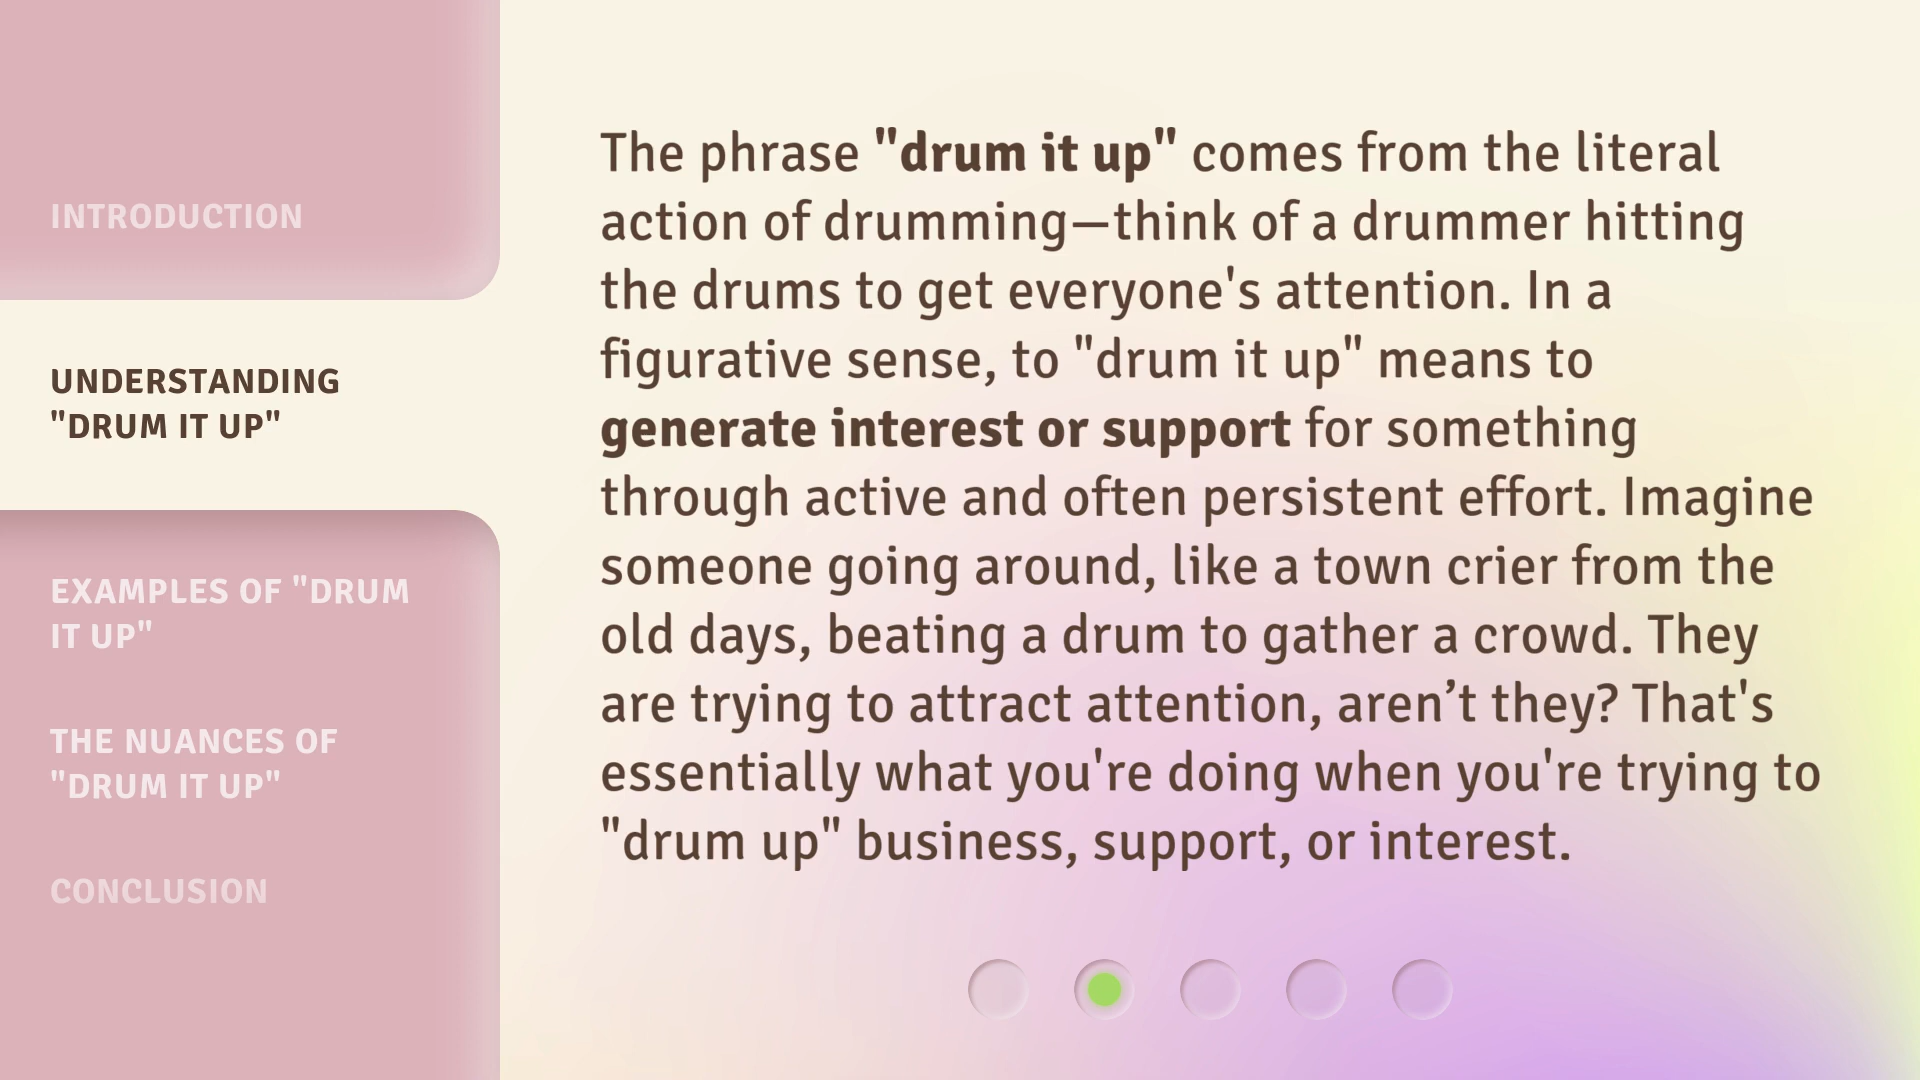 INTRODUCTION
UNDERSTANDING
"DRUM IT UP"
EXAMPLES OF "DRUM
IT UP"
THE NUANCES OF
"DRUM IT UP"
CONCLUSION
The phrase "drum it up" comes from the literal
action of drumming—think of a drummer hitting
the drums to get everyone's attention. In a
figurative sense, to "drum it up" means to
generate interest or support for something
through active and often persistent effort. Imagine
someone going around, like a town crier from the
old days, beating a drum to gather a crowd. They
are trying to attract attention, aren’t they? That's
essentially what you're doing when you're trying to
"drum up" business, support, or interest.